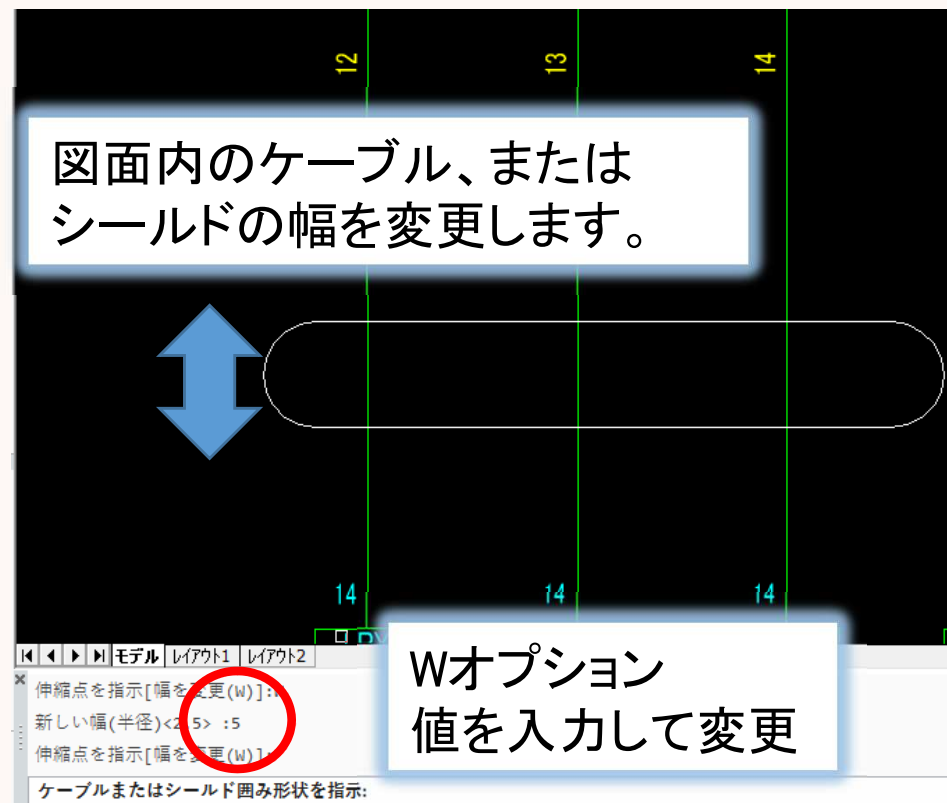 12
13
14
図面内のケーブル、または
シールドの幅を変更します。
14
14
14
モデル レイアウト1 レイアウト2
Wオプション
値を入力して変更
伸縮点を指示[幅を変更(W)]:
新しい幅(半径)<2.5> :5
伸縮点を指示[幅を変更(W)]:
ケーブルまたはシールド囲み形状を指示: